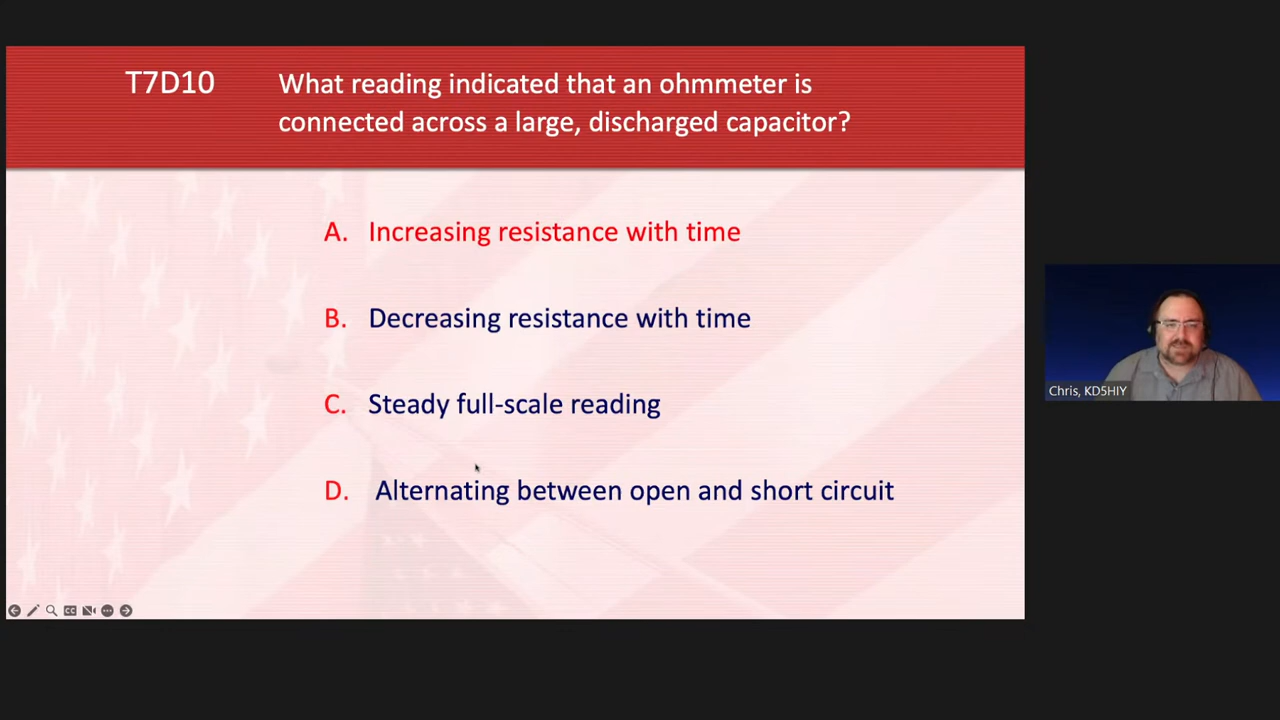 T7D10
What reading indicated that an ohmmeter is
connected across a large, discharged capacitor?
A. Increasing resistance with time
B. Decreasing resistance with time
C. Steady full-scale reading
D. Alternating between open and short circuit
Chris, KD5HIY